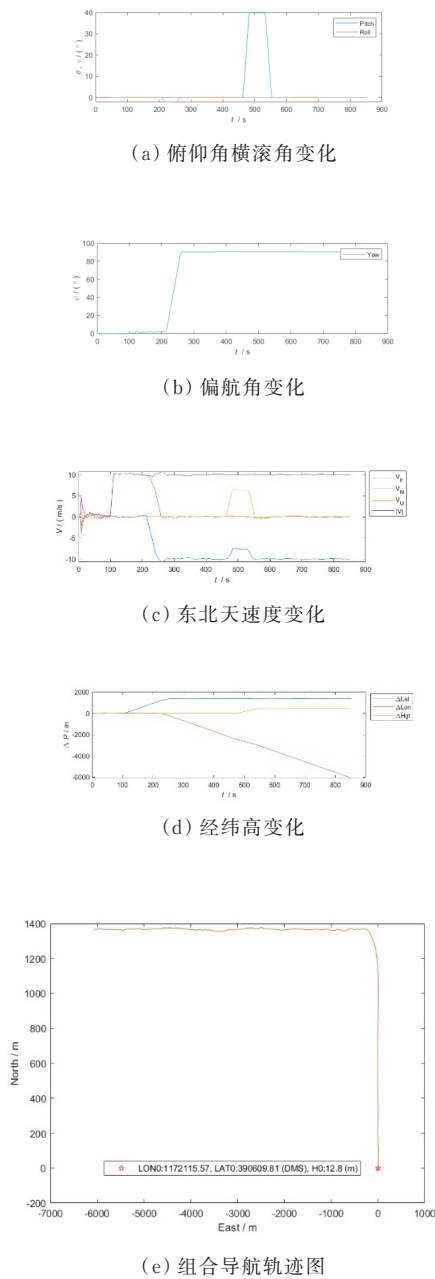 40
30
20
10
0
θ , γ / ( ° )
Pitch
Roll
0 100 200 300 400 500 600 700 800 900
t / s
(a) 俯仰角横滚角变化
100
80
60
40
20
0
φ / ( ° )
Yaw
0 100 200 300 400 500 600 700 800 900
t / s
(b) 偏航角变化
10
5
0
-5
-10
V / ( m/s )
V_E
V_N
V_U
|V|
0 100 200 300 400 500 600 700 800 900
t / s
(c) 东北天速度变化
2000
0
-2000
-4000
-6000
Δ P / m
ΔLat
ΔLon
ΔHgt
0 100 200 300 400 500 600 700 800 900
t / s
(d) 经纬高变化
1400
1200
1000
800
600
400
200
0
-200
North / m
LON0:1172115.57, LAT0:390609.81 (DMS), H0:12.8 (m)
-7000 -6000 -5000 -4000 -3000 -2000 -1000 0 1000
East / m
(e) 组合导航轨迹图